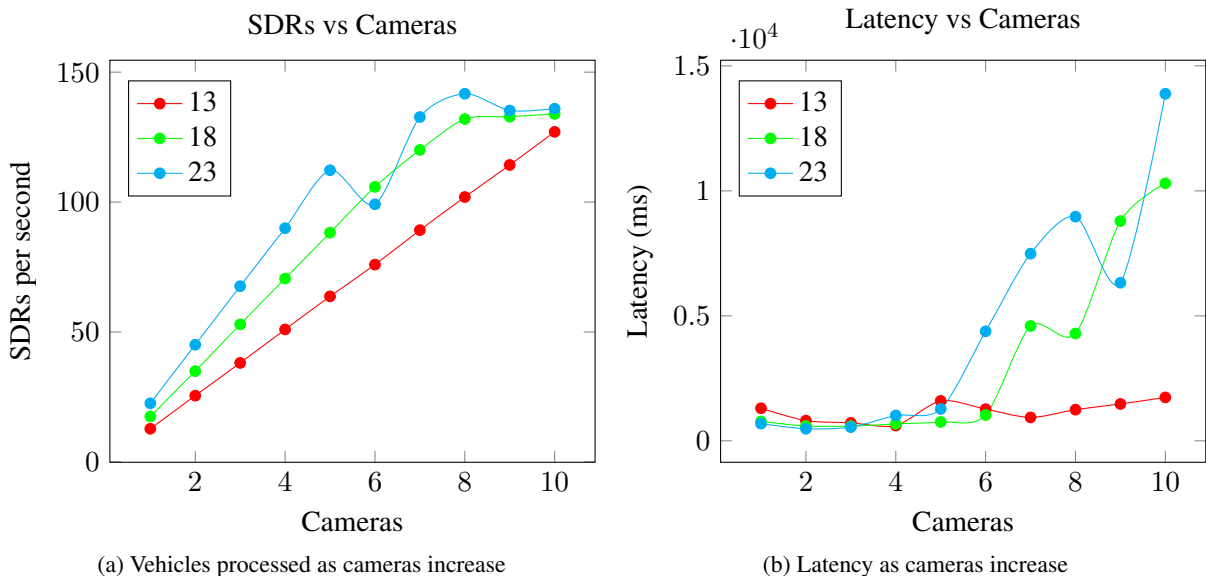 SDRs vs Cameras
150
100
50
0
2 4 6 8 10
SDRs per second
Cameras
13
18
23
(a) Vehicles processed as cameras increase
Latency vs Cameras
·10⁴
1.5
1
0.5
0
2 4 6 8 10
Latency (ms)
Cameras
13
18
23
(b) Latency as cameras increase